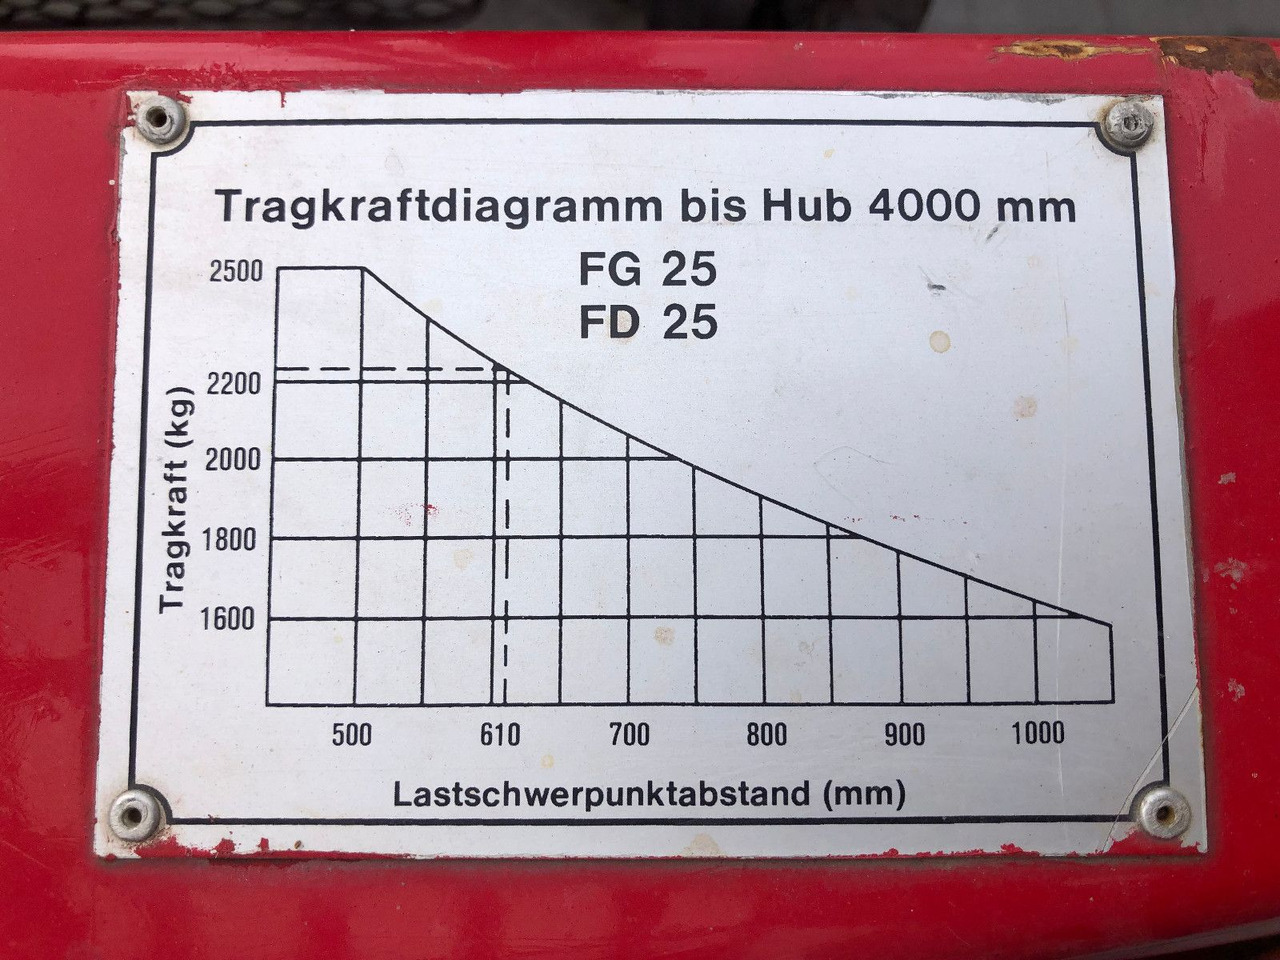 Tragkraftdiagramm bis Hub 4000 mm
FG 25
FD 25
Tragkraft (kg)
2500
2200
2000
1800
1600
500 610 700 800 900 1000
Lastschwerpunktabstand (mm)